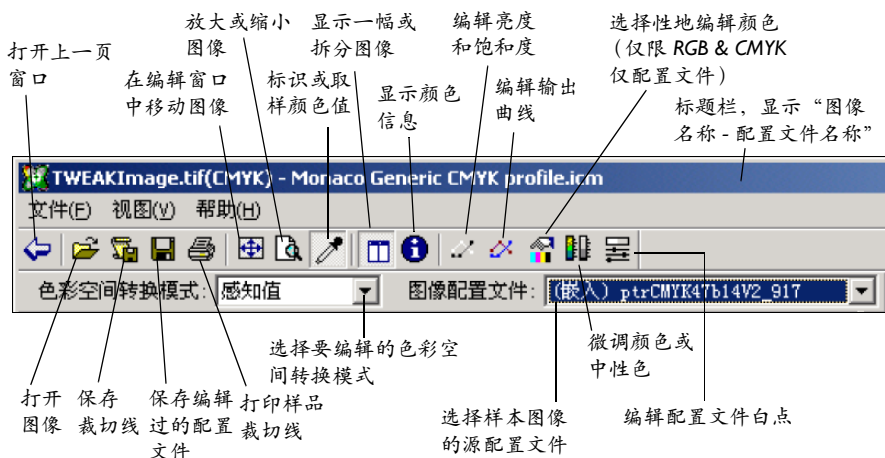 打开上一页
窗口
在编辑窗口
中移动图像
放大或缩小
图像
标识或取
样颜色值
显示一幅或
拆分图像
显示颜色
信息
编辑亮度
和饱和度
编辑输出
曲线
选择性地编辑颜色
（仅限 RGB & CMYK
仅配置文件）
标题栏，显示“图像
名称 - 配置文件名称”
TWEAKImage.tif(CMYK) - Monaco Generic CMYK profile.icm
文件(F) 视图(V) 帮助(H)
色彩空间转换模式: 感知值 图像配置文件: (嵌入) ptrCMYK47b14V2_917
打开
图像
保存
裁切线
保存编辑
过的配置
文件
打印样品
裁切线
选择要编辑的色彩空
间转换模式
选择样本图像
的源配置文件
微调颜色或
中性色
编辑配置文件白点